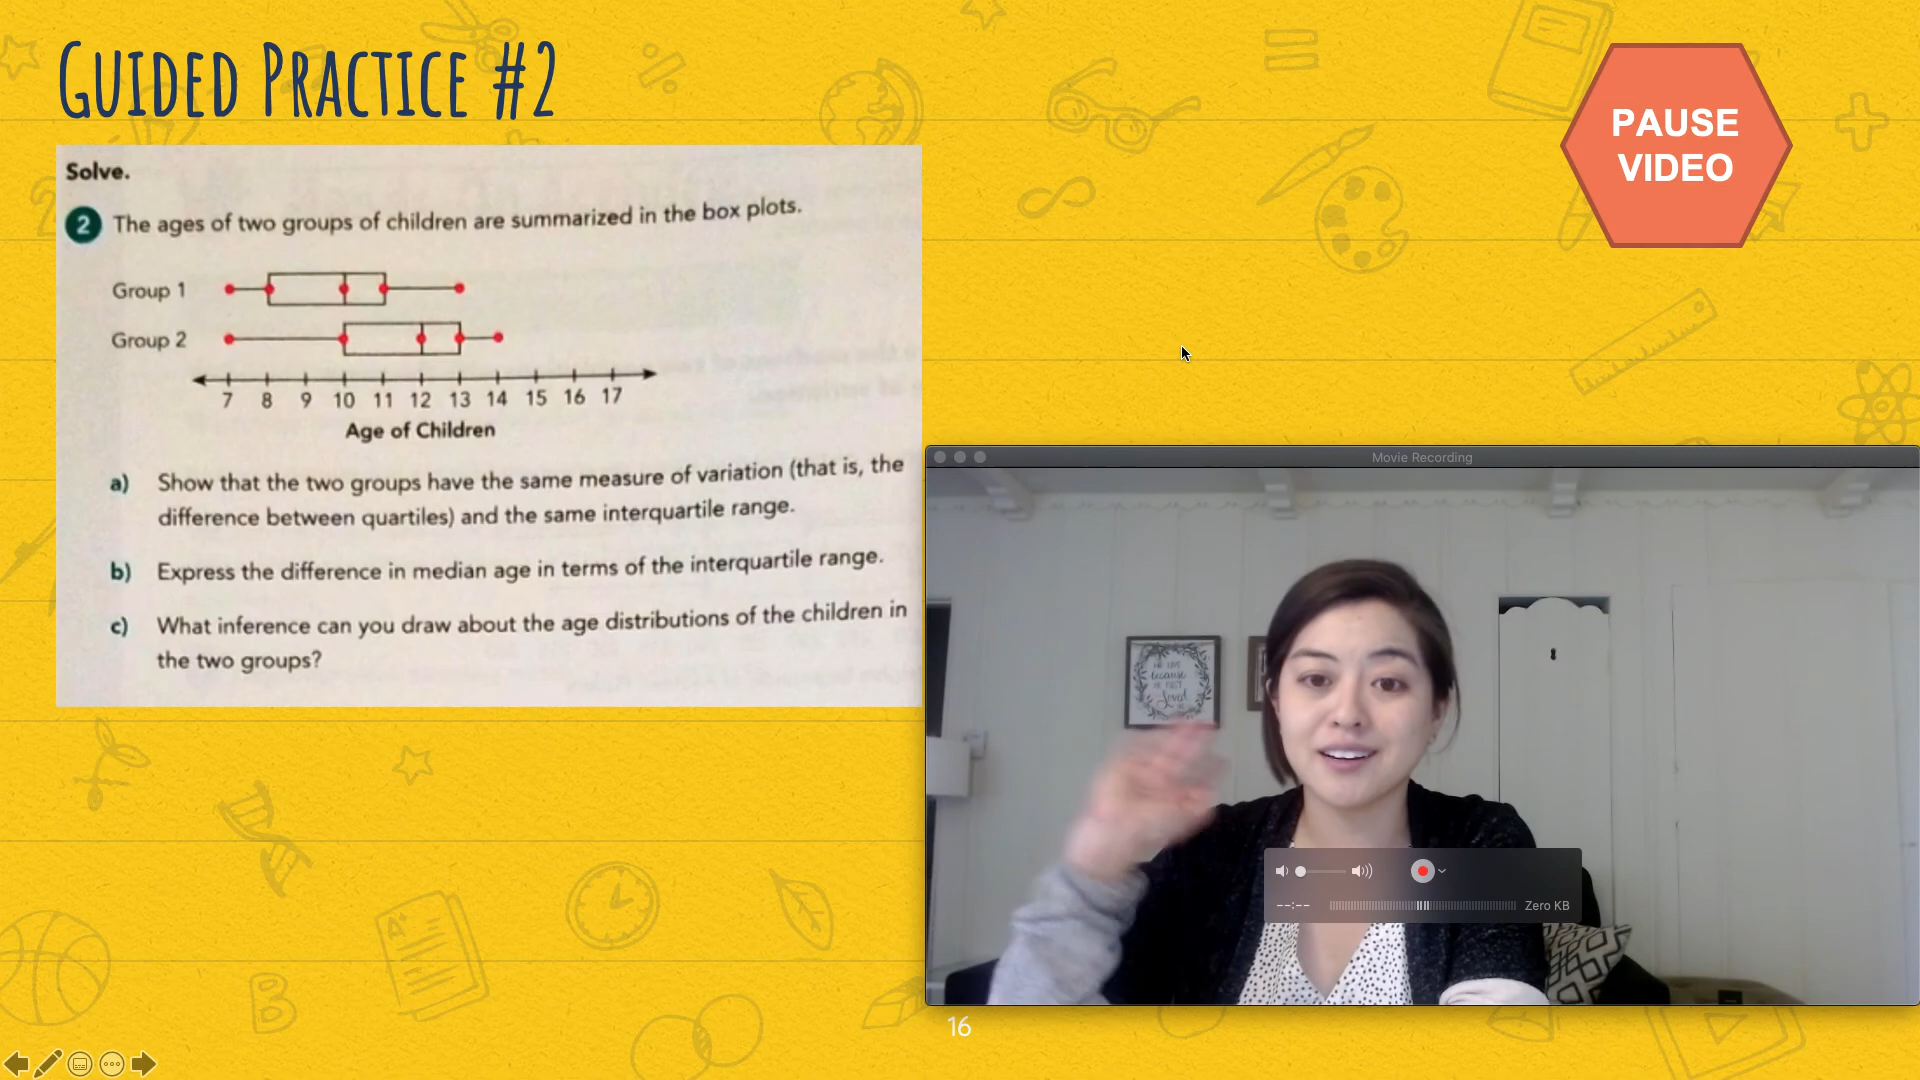 GUIDED PRACTICE #2
PAUSE
VIDEO
Solve.
2 The ages of two groups of children are summarized in the box plots.
Group 1
Group 2
7 8 9 10 11 12 13 14 15 16 17
Age of Children
a) Show that the two groups have the same measure of variation (that is, the
difference between quartiles) and the same interquartile range.
b) Express the difference in median age in terms of the interquartile range.
c) What inference can you draw about the age distributions of the children in
the two groups?
Movie Recording
because
Loved
--:-- Zero KB
16